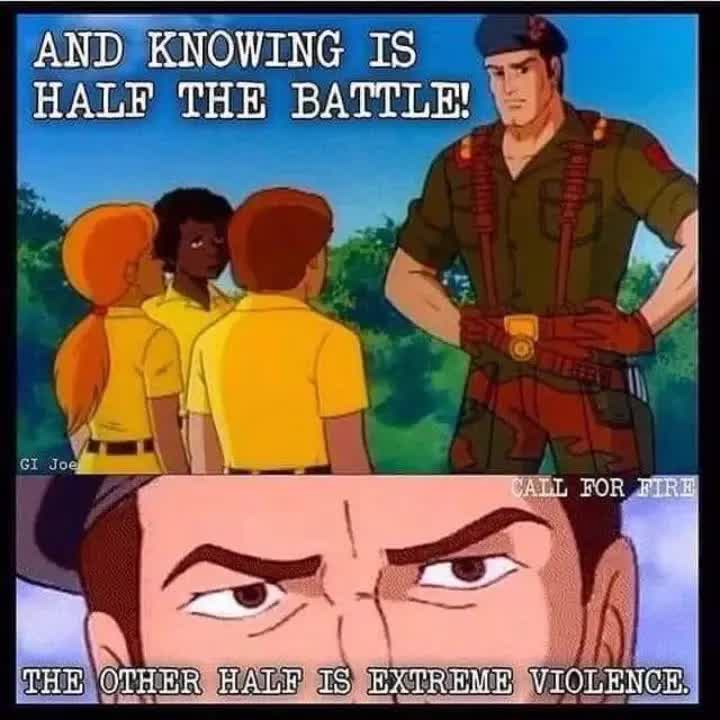 AND KNOWING IS
HALF THE BATTLE!
GI Joe
CALL FOR FIRE
THE OTHER HALF IS EXTREME VIOLENCE.